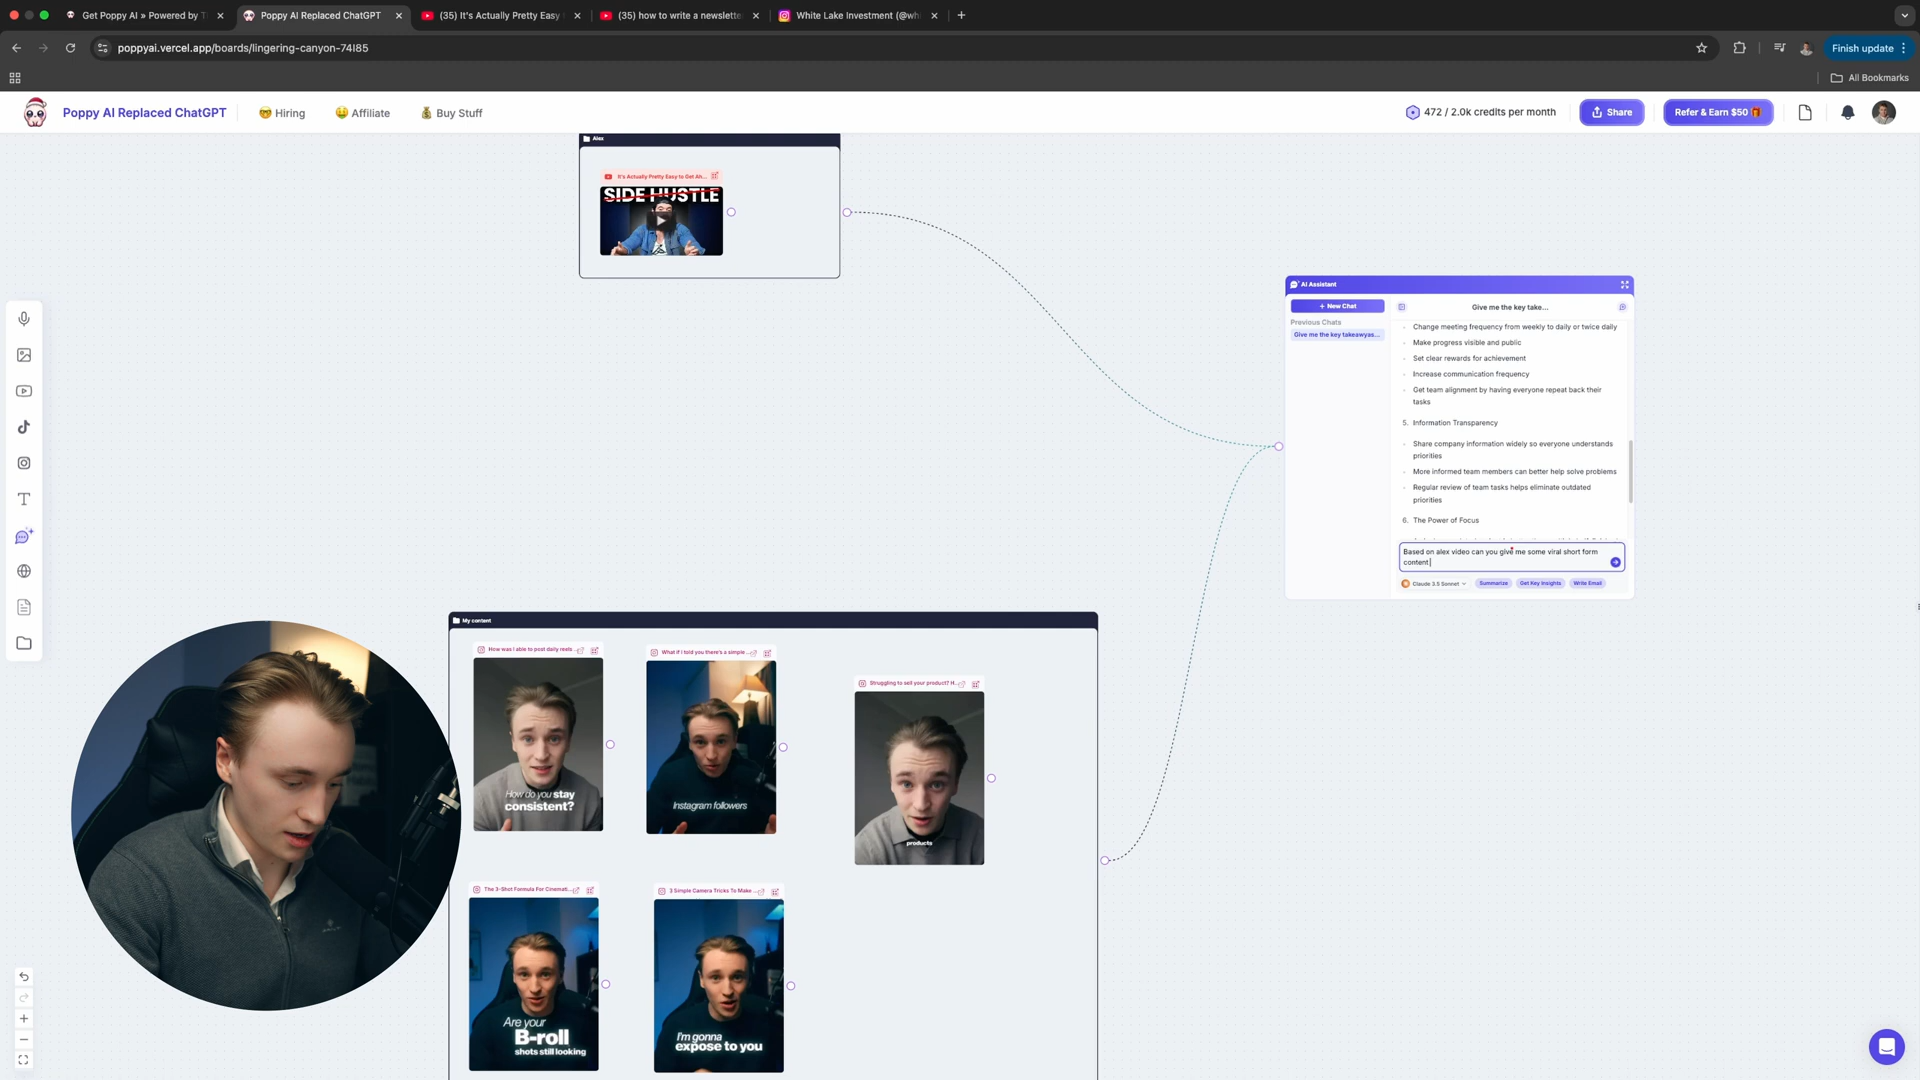 Get Poppy AI » Powered by
Poppy AI Replaced ChatGPT
(35) It's Actually Pretty Easy
(35) how to write a newslette
White Lake Investment (@wh
poppyai.vercel.app/boards/lingering-canyon-74I85
Finish update
All Bookmarks
Poppy AI Replaced ChatGPT
Hiring
Affiliate
Buy Stuff
472 / 2.0k credits per month
Share
Refer & Earn $50
Alex
It's Actually Pretty Easy to Get Ah...
SIDE HUSTLE
AI Assistant
+ New Chat
Previous Chats
Give me the key takeawyas...
Give me the key take...
Change meeting frequency from weekly to daily or twice daily
Make progress visible and public
Set clear rewards for achievement
Increase communication frequency
Get team alignment by having everyone repeat back their
tasks
5. Information Transparency
Share company information widely so everyone understands
priorities
More informed team members can better help solve problems
Regular review of team tasks helps eliminate outdated
priorities
6. The Power of Focus
Based on alex video can you give me some viral short form
content
Claude 3.5 Sonnet
Summarize
Get Key Insights
Write Email
My content
How was I able to post daily reels ...
What if I told you there's a simple...
Struggling to sell your product? H...
How do you stay
consistent?
Instagram followers
products
The 3-Shot Formula For Cinemati...
3 Simple Camera Tricks To Make ...
Are your
B-roll
shots still looking
I'm gonna
expose to you